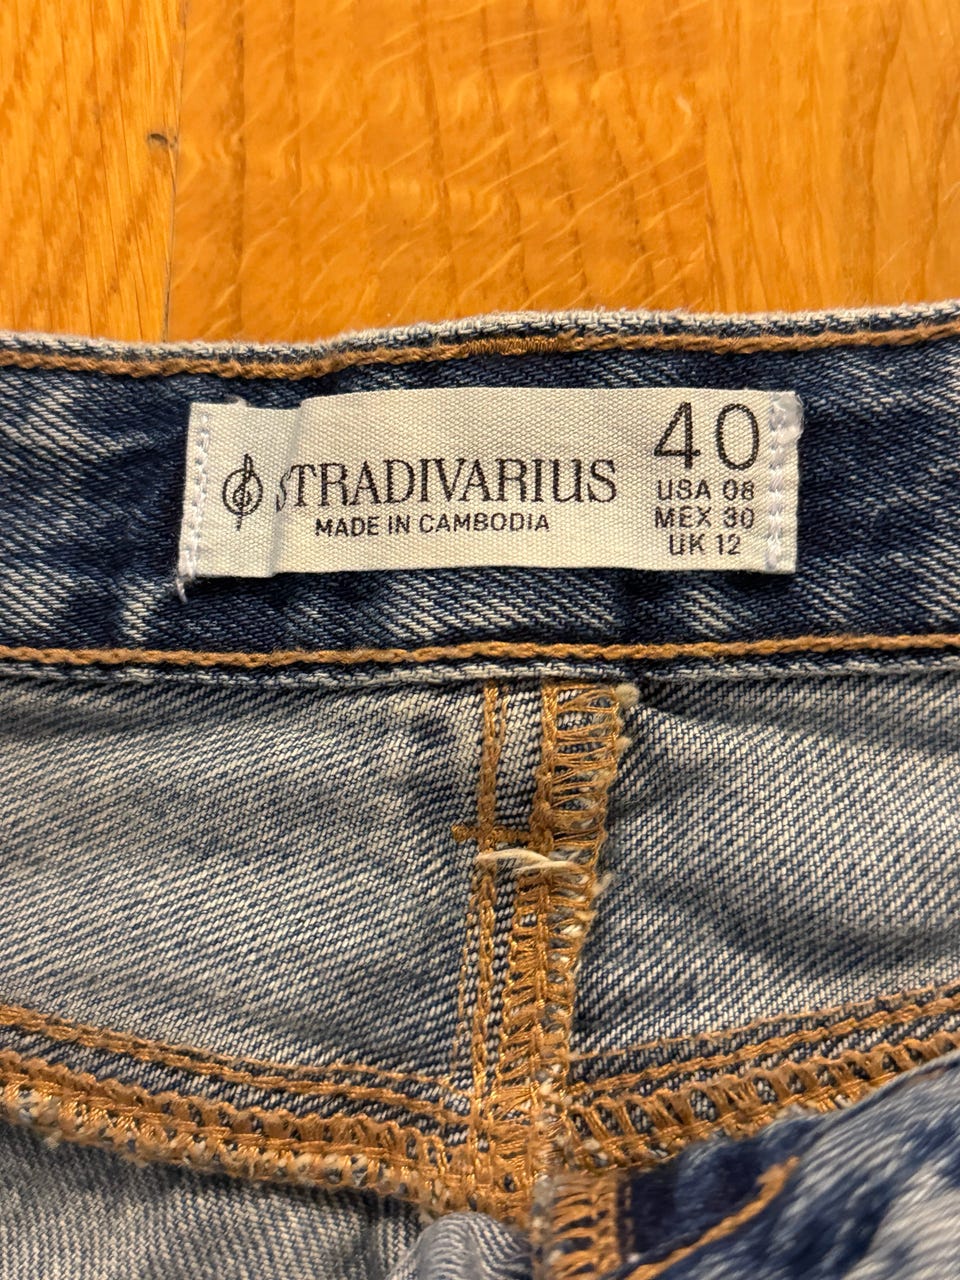 40
STRADIVARIUS
USA 08
MADE IN CAMBODIA
MEX 30
UK 12